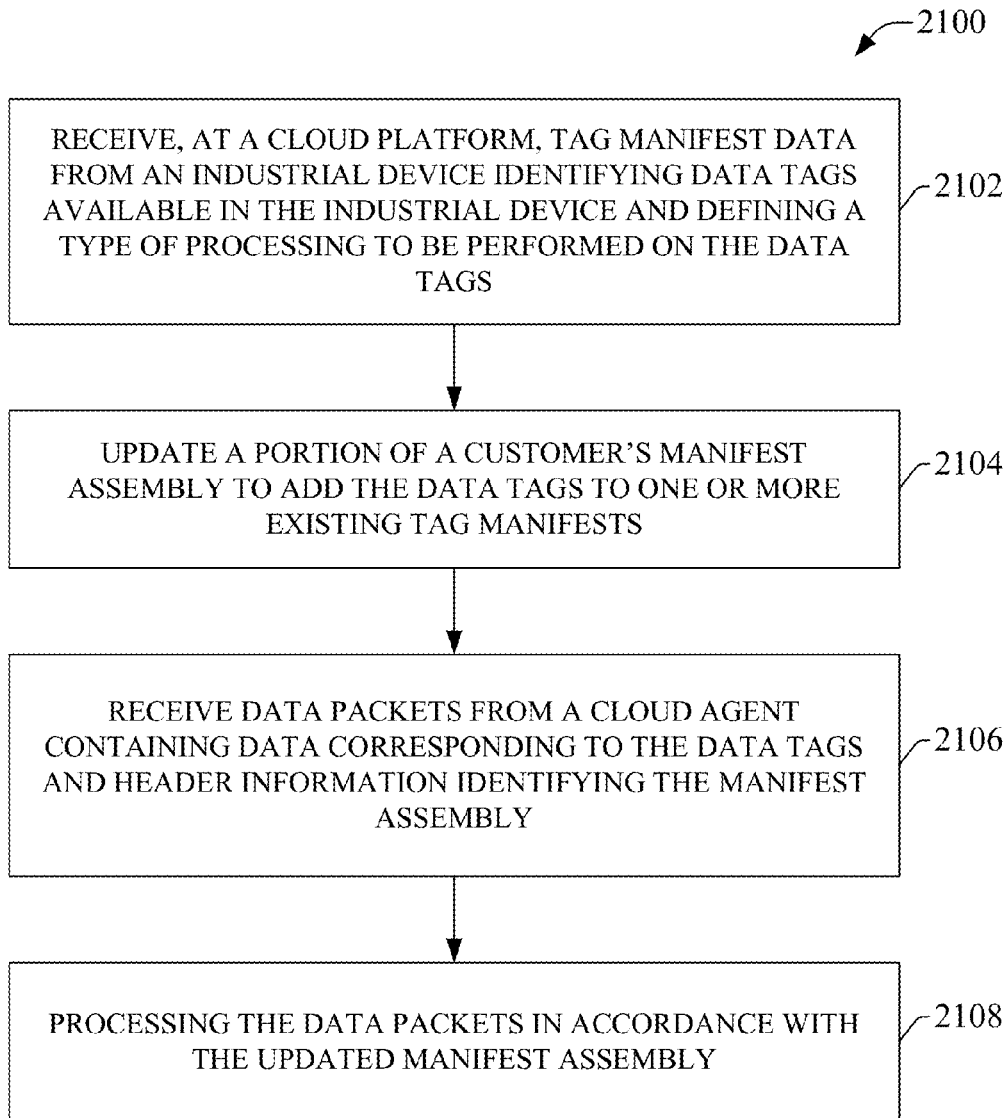 2100
RECEIVE, AT A CLOUD PLATFORM, TAG MANIFEST DATA
FROM AN INDUSTRIAL DEVICE IDENTIFYING DATA TAGS
AVAILABLE IN THE INDUSTRIAL DEVICE AND DEFINING A
TYPE OF PROCESSING TO BE PERFORMED ON THE DATA
TAGS
2102
UPDATE A PORTION OF A CUSTOMER'S MANIFEST
ASSEMBLY TO ADD THE DATA TAGS TO ONE OR MORE
EXISTING TAG MANIFESTS
2104
RECEIVE DATA PACKETS FROM A CLOUD AGENT
CONTAINING DATA CORRESPONDING TO THE DATA TAGS
AND HEADER INFORMATION IDENTIFYING THE MANIFEST
ASSEMBLY
2106
PROCESSING THE DATA PACKETS IN ACCORDANCE WITH
THE UPDATED MANIFEST ASSEMBLY
2108